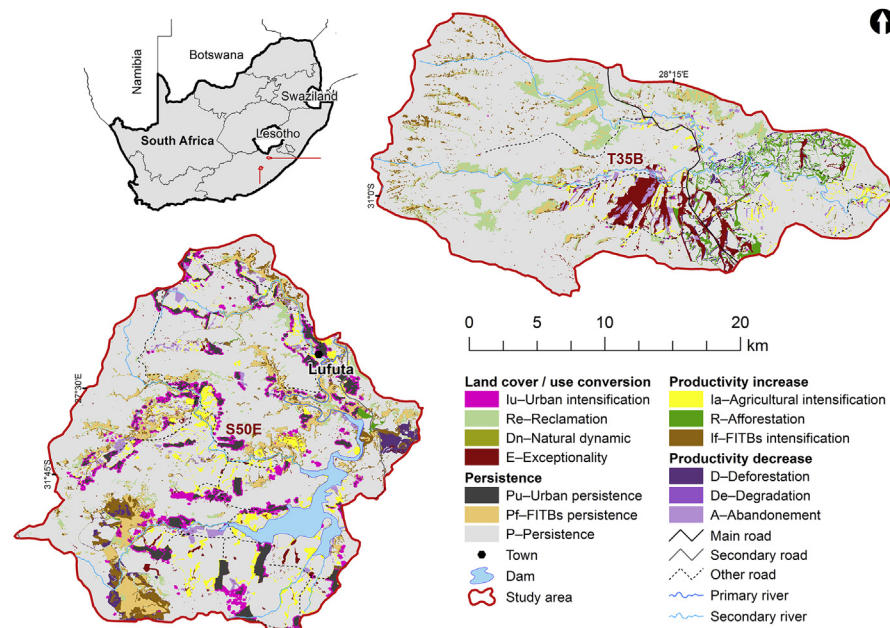 Namibia
Botswana
Swaziland
South Africa
Lesotho
28°15'E
T35B
31°0'S
0 5 10 20
km
Lufuta
27°30'E
S50E
31°45'S
Land cover / use conversion
Iu–Urban intensification
Re–Reclamation
Dn–Natural dynamic
E–Exceptionality
Persistence
Pu–Urban persistence
Pf–FITBs persistence
P–Persistence
Town
Dam
Study area
Productivity increase
Ia–Agricultural intensification
R–Afforestation
If–FITBs intensification
Productivity decrease
D–Deforestation
De–Degradation
A–Abandonement
Main road
Secondary road
Other road
Primary river
Secondary river